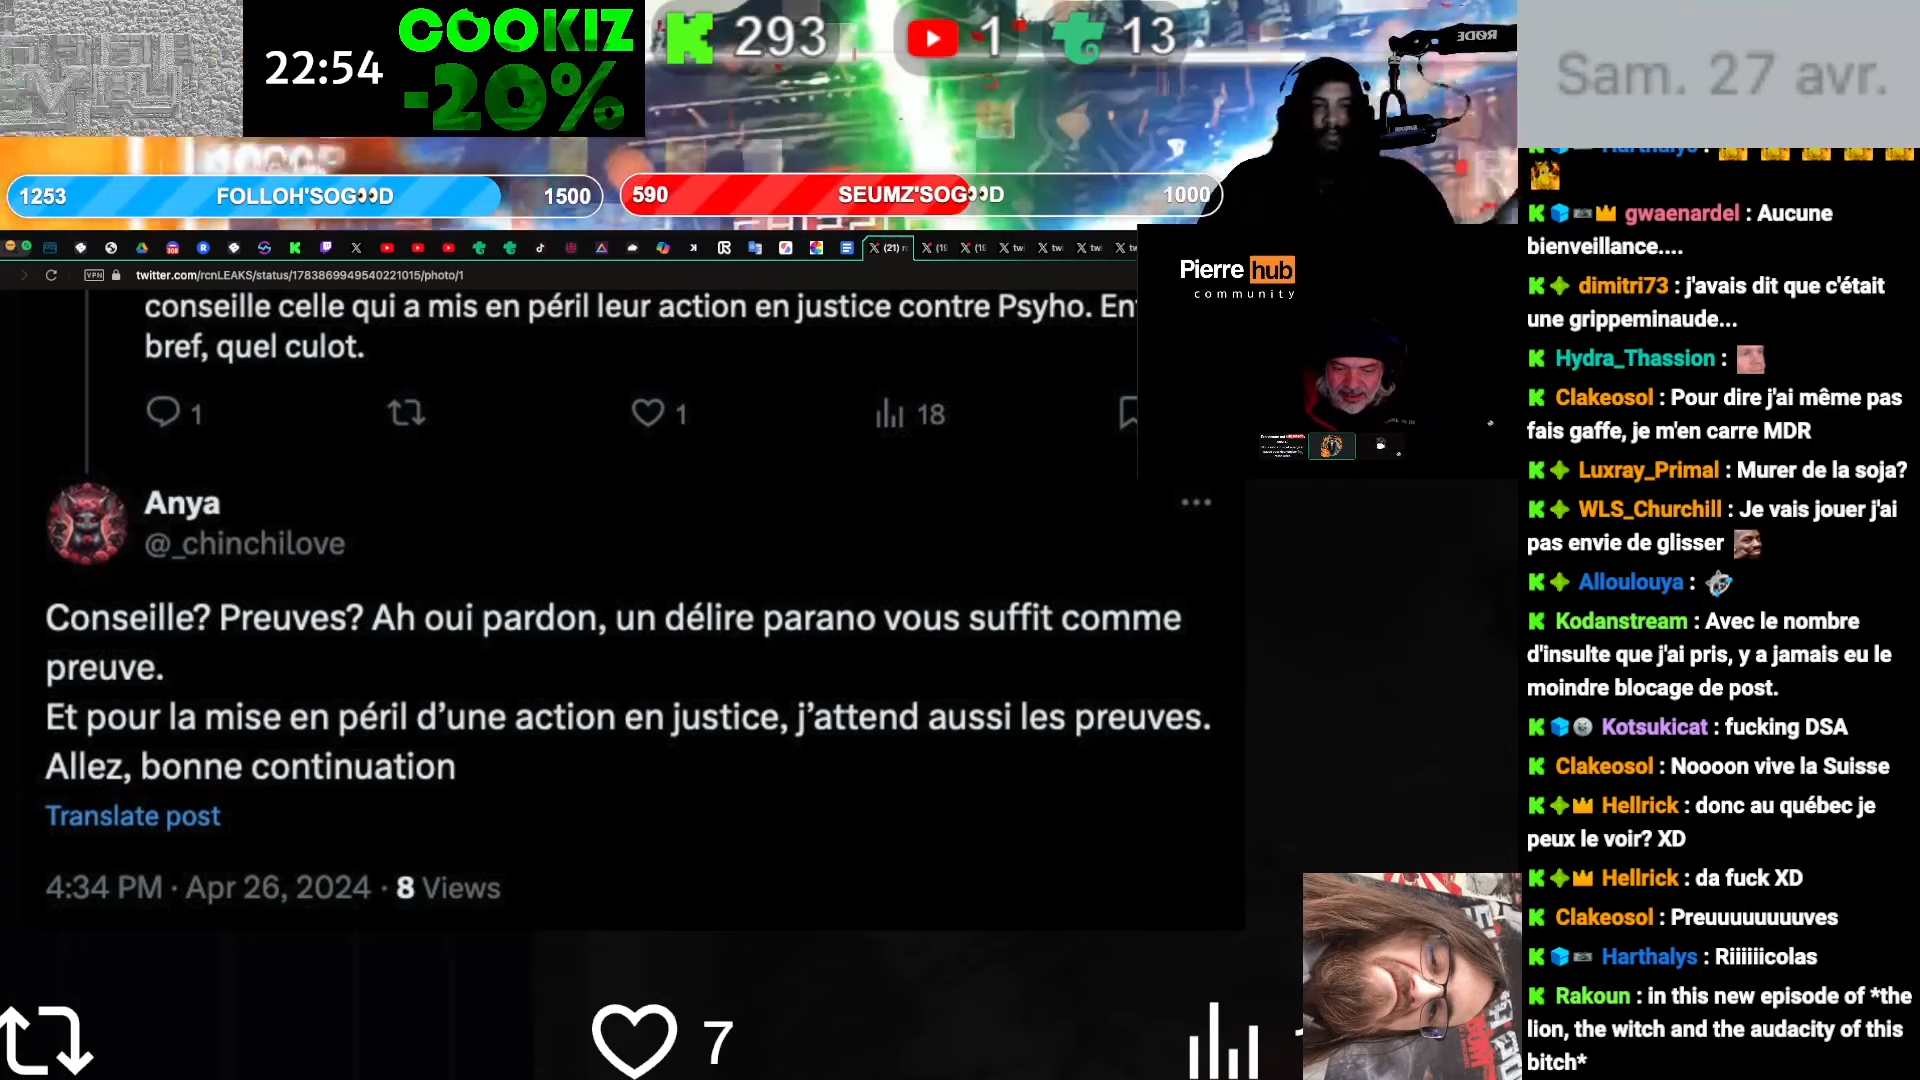 22:54
COOKIZ
-20%
293
1
13
RØDE
Sam. 27 avr.
1253 FOLLOH'SOG👀D 1500
590 SEUMZ'SOG👀D 1000
twitter.com/rcnLEAKS/status/1783869949540221015/photo/1
Pierre hub
community
conseille celle qui a mis en péril leur action en justice contre Psyho.
bref, quel culot.
1
1
18
Anya
@_chinchilove
Conseille? Preuves? Ah oui pardon, un délire parano vous suffit comme
preuve.
Et pour la mise en péril d’une action en justice, j’attend aussi les preuves.
Allez, bonne continuation
Translate post
4:34 PM · Apr 26, 2024 · 8 Views
7
Harthalys :
gwaenardel : Aucune
bienveillance....
dimitri73 : j'avais dit que c'était
une grippeminaude...
Hydra_Thassion :
Clakeosol : Pour dire j'ai même pas
fais gaffe, je m'en carre MDR
Luxray_Primal : Murer de la soja?
WLS_Churchill : Je vais jouer j'ai
pas envie de glisser
Alloulouya :
Kodanstream : Avec le nombre
d'insulte que j'ai pris, y a jamais eu le
moindre blocage de post.
Kotsukicat : fucking DSA
Clakeosol : Noooon vive la Suisse
Hellrick : donc au québec je
peux le voir? XD
Hellrick : da fuck XD
Clakeosol : Preuuuuuuuuves
Harthalys : Riiiiiicolas
Rakoun : in this new episode of *the
lion, the witch and the audacity of this
bitch*